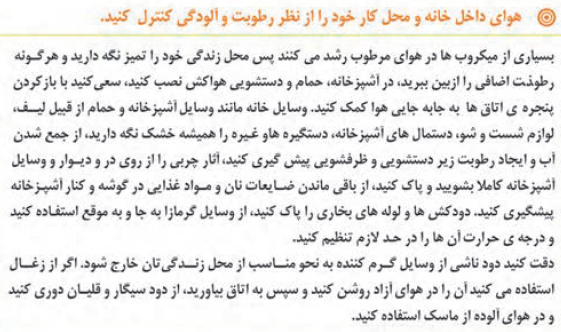 هوای داخل خانه و محل کار خود را از نظر رطوبت و آلودگی کنترل کنید.
بسیاری از میکروب ها در هوای مرطوب رشد می کنند پس محل زندگی خود را تمیز نگه دارید و هرگونه
رطوذت اضافی را ازبین ببرید، در آشپزخانه، حمام و دستشویی هواکش نصب کنید، سعی کنید با باز کردن
پنجره ی اتاق ها به جابه جایی هوا کمک کنید. وسایل خانه مانند وسایل آشپزخانه و حمام از قبیل لیف،
لوازم شست و شو، دستمال های آشپزخانه، دستگیره هاو غیره را همیشه خشک نگه دارید، از جمع شدن
آب و ایجاد رطوبت زیر دستشویی و ظرفشویی پیش گیری کنید، آثار چربی را از روی در و دیوار و وسایل
آشپزخانه کاملا بشویید و پاک کنید، از باقی ماندن ضایعات نان و مواد غذایی در گوشه و کنار آشپزخانه
پیشگیری کنید. دودکش ها و لوله های بخاری را پاک کنید، از وسایل گرمازا به جا و به موقع استفاده کنید
و درجه ی حرارت آن ها را در حد لازم تنظیم کنید.
دقت کنید دود ناشی از وسایل گرم کننده به نحو مناسب از محل زندگی تان خارج شود. اگر از زغال
استفاده می کنید آن را در هوای آزاد روشن کنید و سپس به اتاق بیاورید، از دود سیگار و قلیان دوری کنید
و در هوای آلوده از ماسک استفاده کنید.